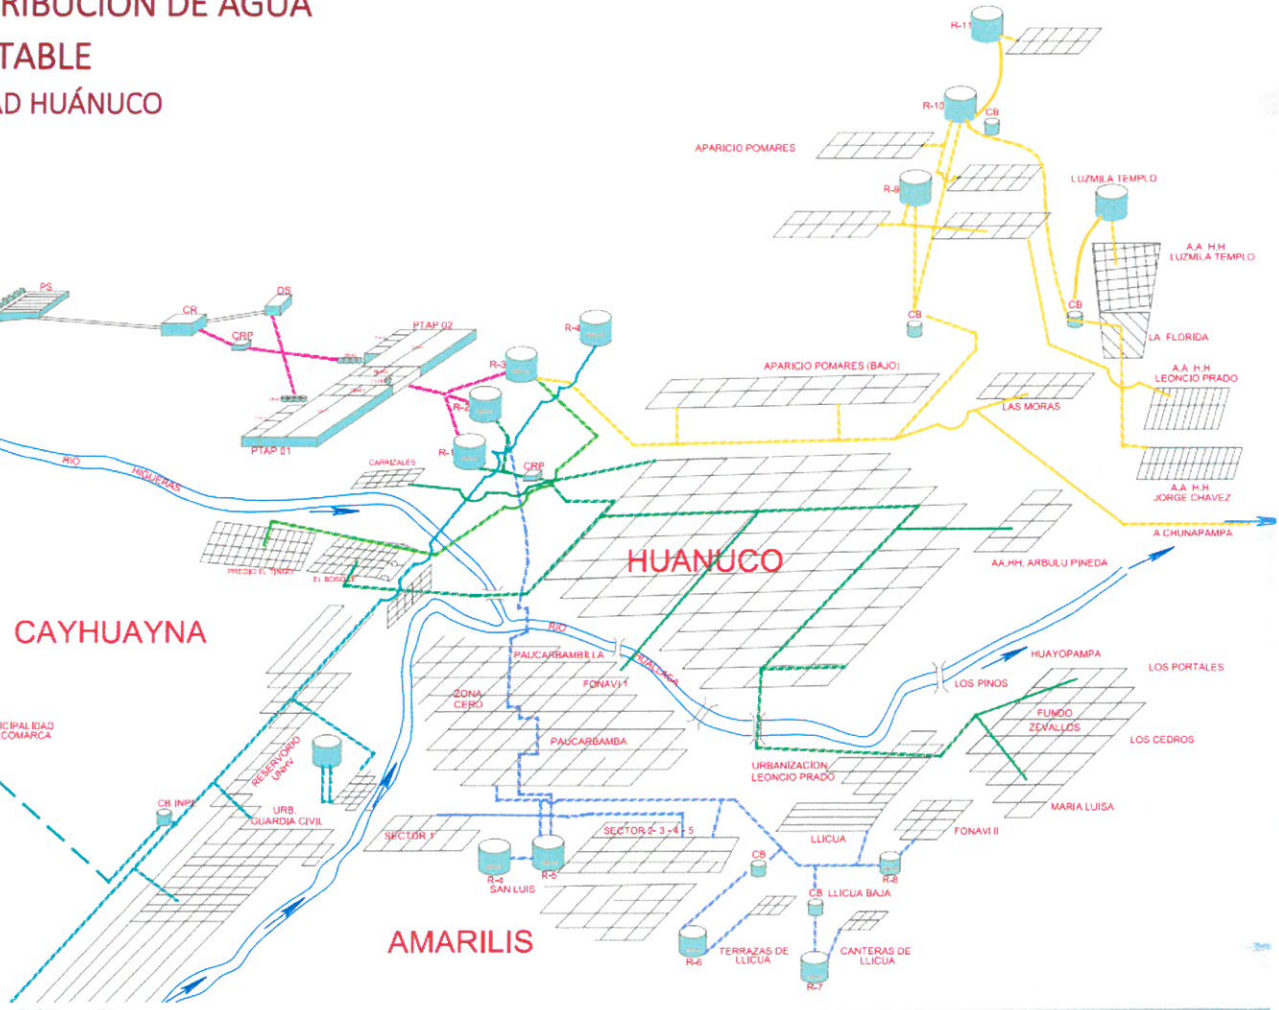 RIBUCIÓN DE AGUA
TABLE
AD HUÁNUCO
R-11
R-10
CB
APARICIO POMARES
R-9
LUZMILA TEMPLO
A.A. H.H
LUZMILA TEMPLO
PS
CR
DS
CRP
PTAP 02
R-4
CB
CB
LA FLORIDA
R-3
APARICIO POMARES (BAJO)
A.A. H.H
LEONCIO PRADO
R-2
LAS MORAS
PTAP 01
R-1
CARRIZALES
CRP
RIO
HIGUERAS
A.A. H.H
JORGE CHAVEZ
A CHUNAPAMPA
HUANUCO
AA.HH. ARBULU PINEDA
EL BOSQUE
CAYHUAYNA
RIO
HUALLAGA
PAUCARBAMBILLA
HUAYOPAMPA
LOS PORTALES
FONAVI 1
LOS PINOS
ZONA
CERO
FUNDO
ZEVALLOS
ICIPALIDAD
COMARCA
PAUCARBAMBA
LOS CEDROS
RESERVORIO
UNHV
URBANIZACION
LEONCIO PRADO
CB INPE
URB.
GUARDIA CIVIL
MARIA LUISA
SECTOR 1
SECTOR 2- 3 - 4 - 5
LLICUA
FONAVI II
CB
R-4
SAN LUIS
R-5
R-8
CB LLICUA BAJA
AMARILIS
R-6
TERRAZAS DE
LLICUA
CANTERAS DE
LLICUA
R-7